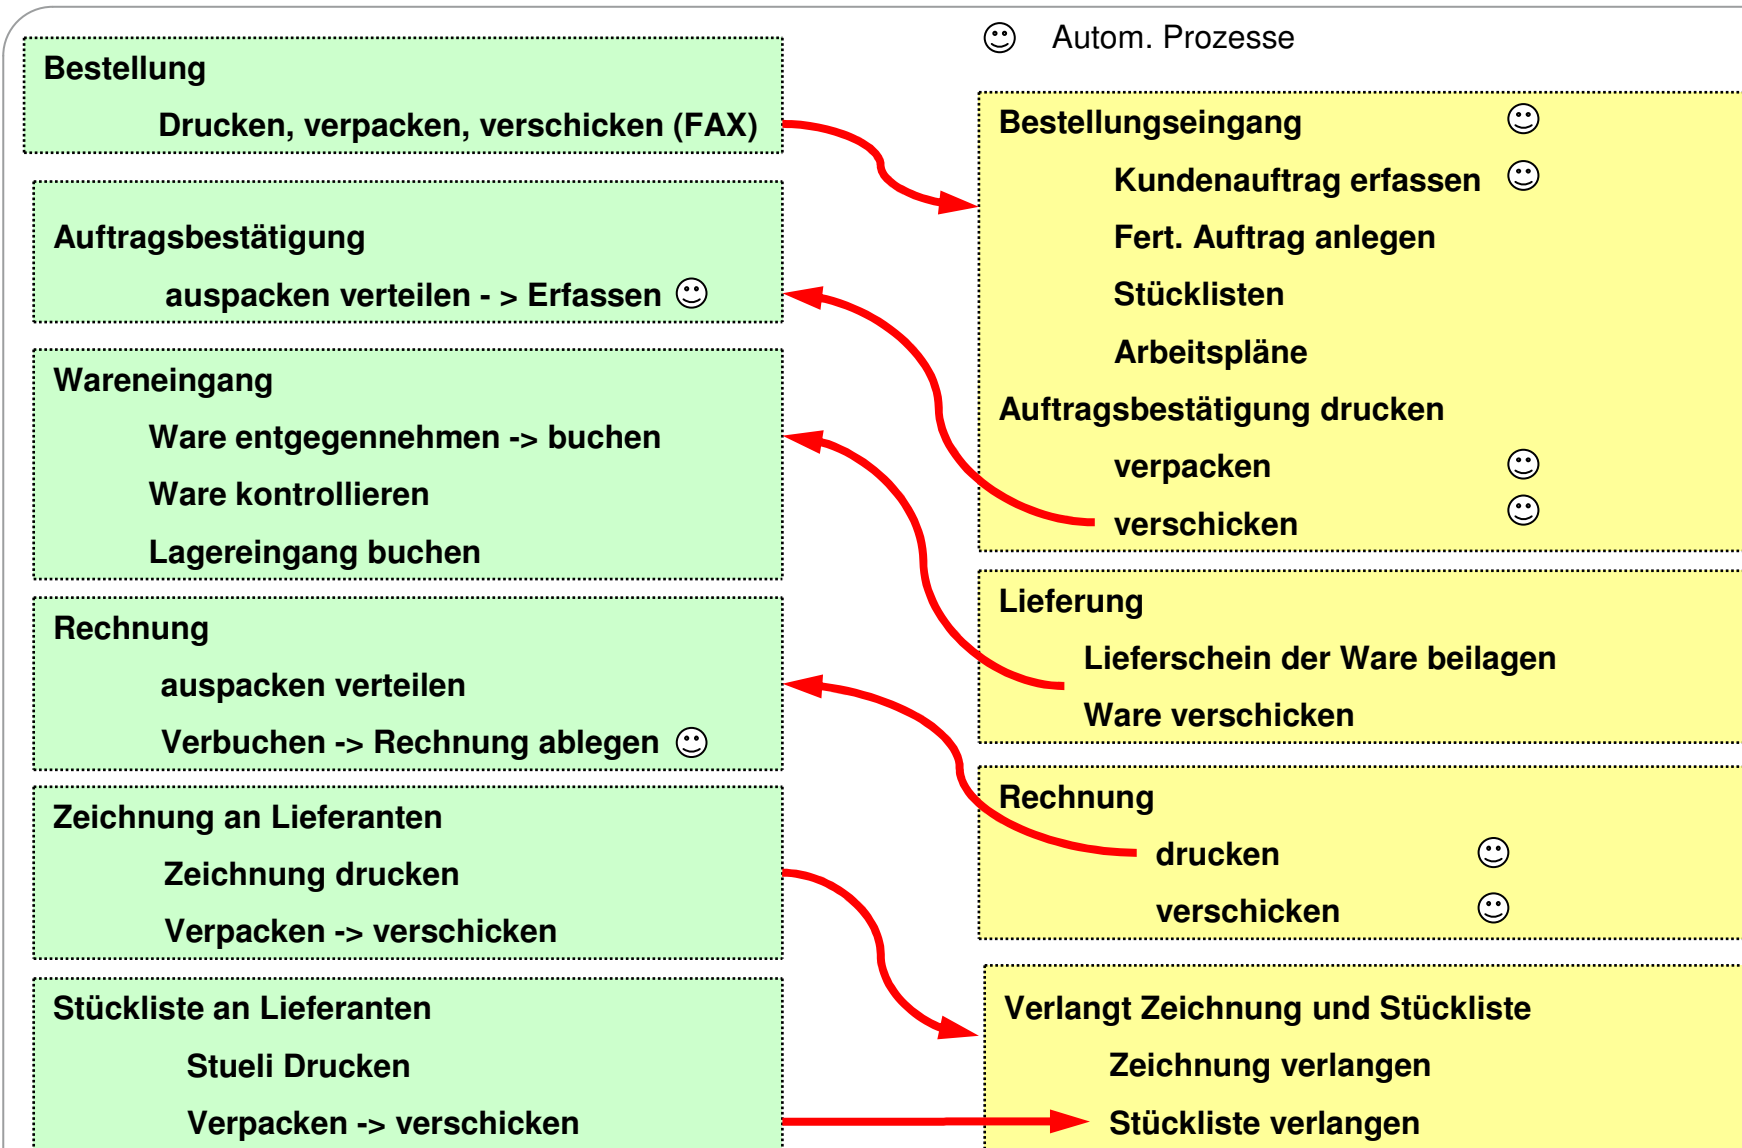 Autom. Prozesse
Bestellung
Drucken, verpacken, verschicken (FAX)
Auftragsbestätigung
auspacken verteilen - > Erfassen
Wareneingang
Ware entgegennehmen -> buchen
Ware kontrollieren
Lagereingang buchen
Rechnung
auspacken verteilen
Verbuchen -> Rechnung ablegen
Zeichnung an Lieferanten
Zeichnung drucken
Verpacken -> verschicken
Stückliste an Lieferanten
Stueli Drucken
Verpacken -> verschicken
Bestellungseingang
Kundenauftrag erfassen
Fert. Auftrag anlegen
Stücklisten
Arbeitspläne
Auftragsbestätigung drucken
verpacken
verschicken
Lieferung
Lieferschein der Ware beilagen
Ware verschicken
Rechnung
drucken
verschicken
Verlangt Zeichnung und Stückliste
Zeichnung verlangen
Stückliste verlangen